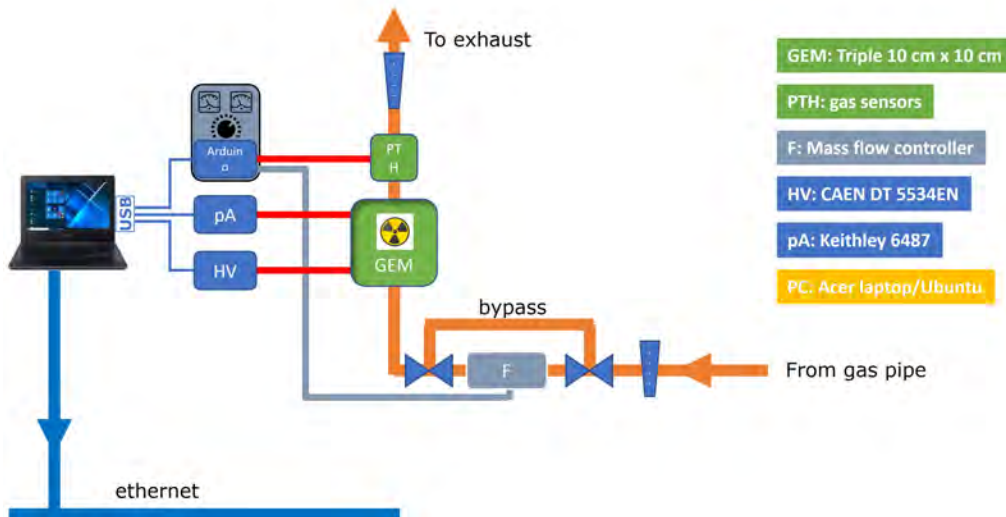 To exhaust
GEM: Triple 10 cm x 10 cm
PTH: gas sensors
F: Mass flow controller
HV: CAEN DT 5534EN
pA: Keithley 6487
PC: Acer laptop/Ubuntu
Arduin
o
PT
H
USB
pA
HV
GEM
bypass
F
From gas pipe
ethernet